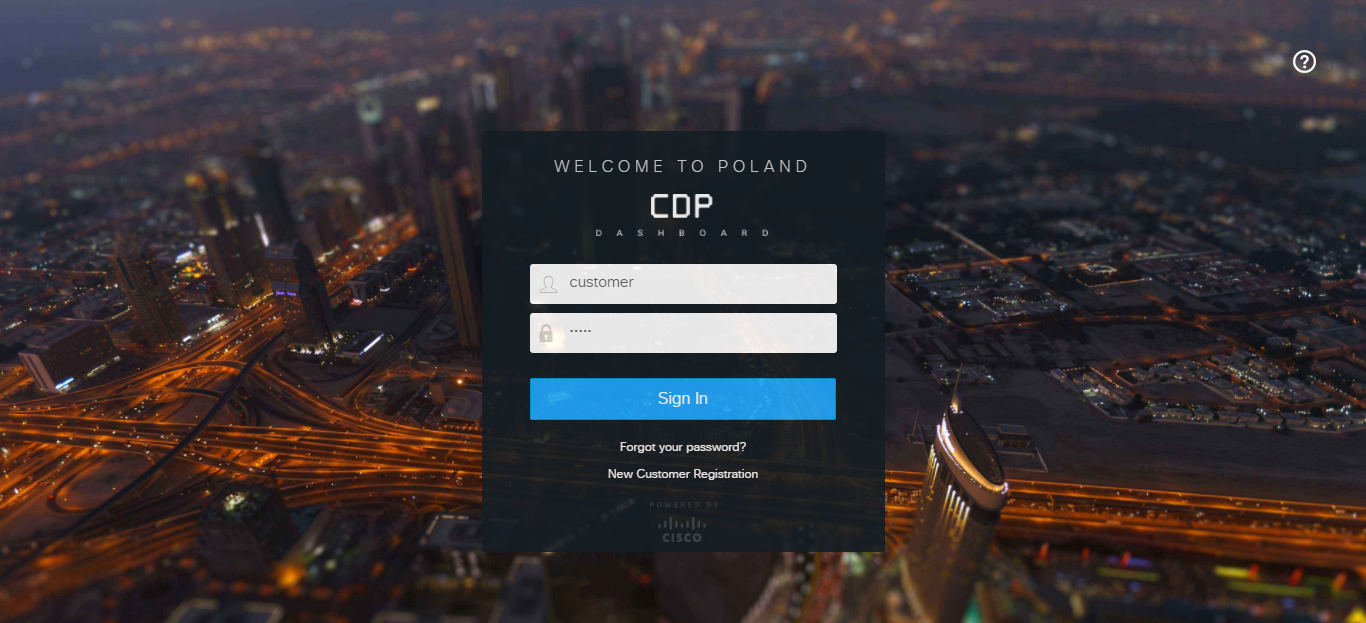 WELCOME TO POLAND
CDP
DASHBOARD
customer
•••••
Sign In
Forgot your password?
New Customer Registration
POWERED BY
CISCO